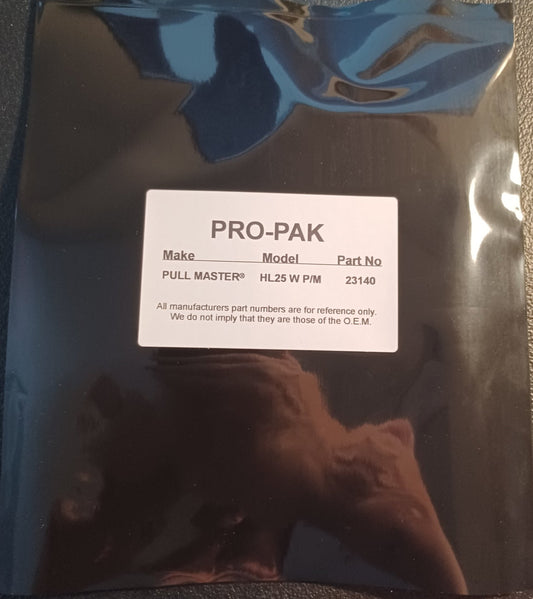 PRO-PAK
Make Model Part No
PULL MASTER® HL25 W P/M 23140
All manufacturers part numbers are for reference only.
We do not imply that they are those of the O.E.M.